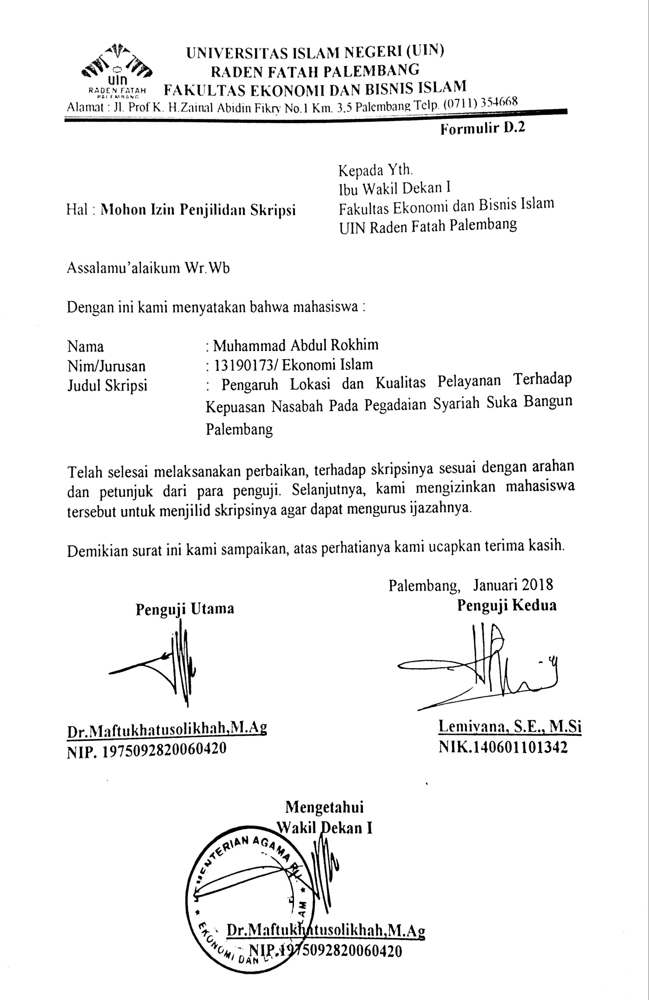 UNIVERSITAS ISLAM NEGERI (UIN)
RADEN FATAH PALEMBANG
FAKULTAS EKONOMI DAN BISNIS ISLAM
uin
RADEN FATAH
PALEMBANG
Alamat : Jl. Prof K. H.Zainal Abidin Fikry No.1 Km. 3,5 Palembang Telp. (0711) 354668
Formulir D.2
Kepada Yth.
Ibu Wakil Dekan I
Hal : Mohon Izin Penjilidan Skripsi
Fakultas Ekonomi dan Bisnis Islam
UIN Raden Fatah Palembang
Assalamu'alaikum Wr.Wb
Dengan ini kami menyatakan bahwa mahasiswa :
Nama : Muhammad Abdul Rokhim
Nim/Jurusan : 13190173/ Ekonomi Islam
Judul Skripsi : Pengaruh Lokasi dan Kualitas Pelayanan Terhadap
Kepuasan Nasabah Pada Pegadaian Syariah Suka Bangun
Palembang
Telah selesai melaksanakan perbaikan, terhadap skripsinya sesuai dengan arahan
dan petunjuk dari para penguji. Selanjutnya, kami mengizinkan mahasiswa
tersebut untuk menjilid skripsinya agar dapat mengurus ijazahnya.
Demikian surat ini kami sampaikan, atas perhatianya kami ucapkan terima kasih.
Palembang, Januari 2018
Penguji Utama
Penguji Kedua
Dr.Maftukhatusolikhah,M.Ag
NIP. 1975092820060420
Lemiyana, S.E., M.Si
NIK.140601101342
Mengetahui
Wakil Dekan I
KEMENTERIAN AGAMA R.I.
EKONOMI DAN
Dr.Maftukhatusolikhah,M.Ag
NIP.1975092820060420